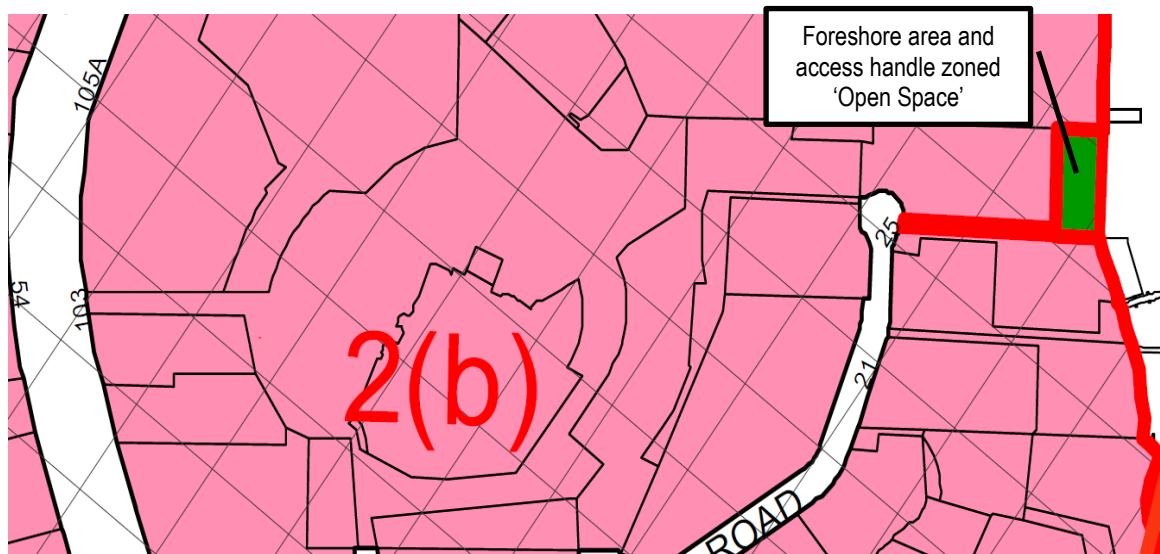 Foreshore area and
access handle zoned
‘Open Space’
105A
25
54
103
2(b)
21
ROAD